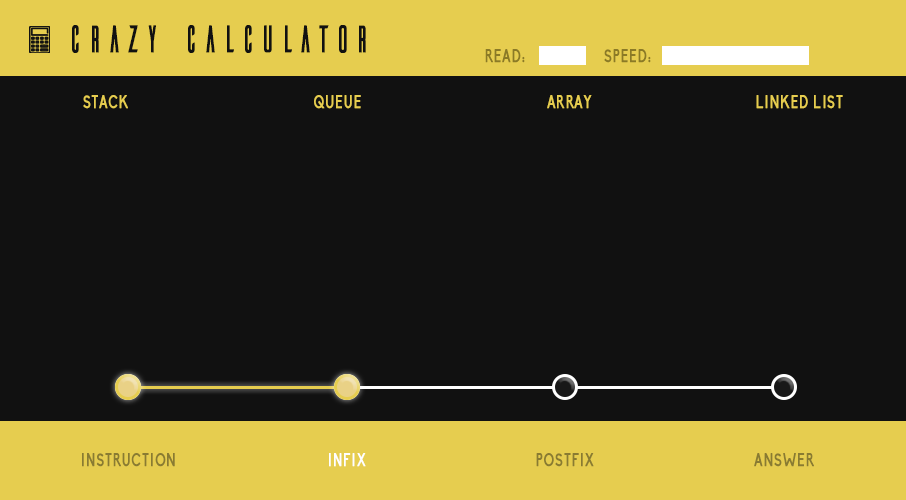 CRAZY CALCULATOR
READ: SPEED:
STACK QUEUE ARRAY LINKED LIST
INSTRUCTION INFIX POSTFIX ANSWER